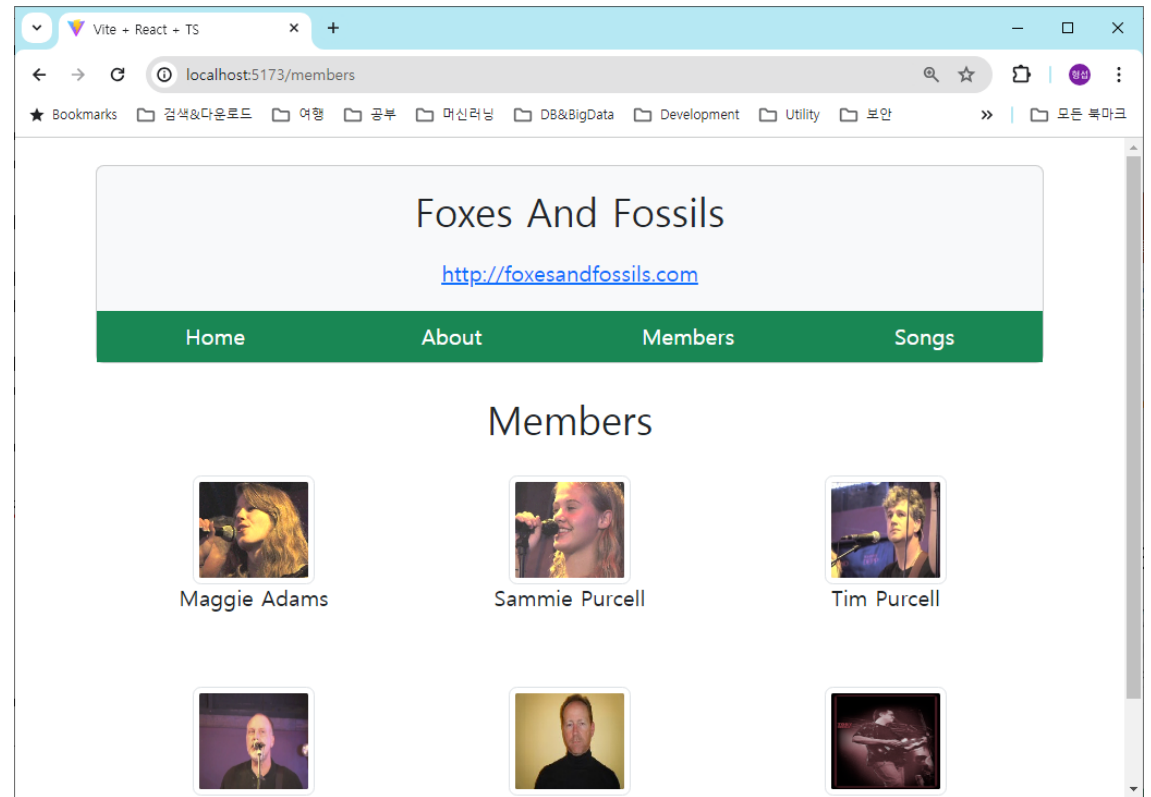 Vite + React + TS
localhost:5173/members
형섭
Bookmarks 검색&다운로드 여행 공부 머신러닝 DB&BigData Development Utility 보안 » 모든 북마크
Foxes And Fossils
http://foxesandfossils.com
Home About Members Songs
Members
Maggie Adams Sammie Purcell Tim Purcell